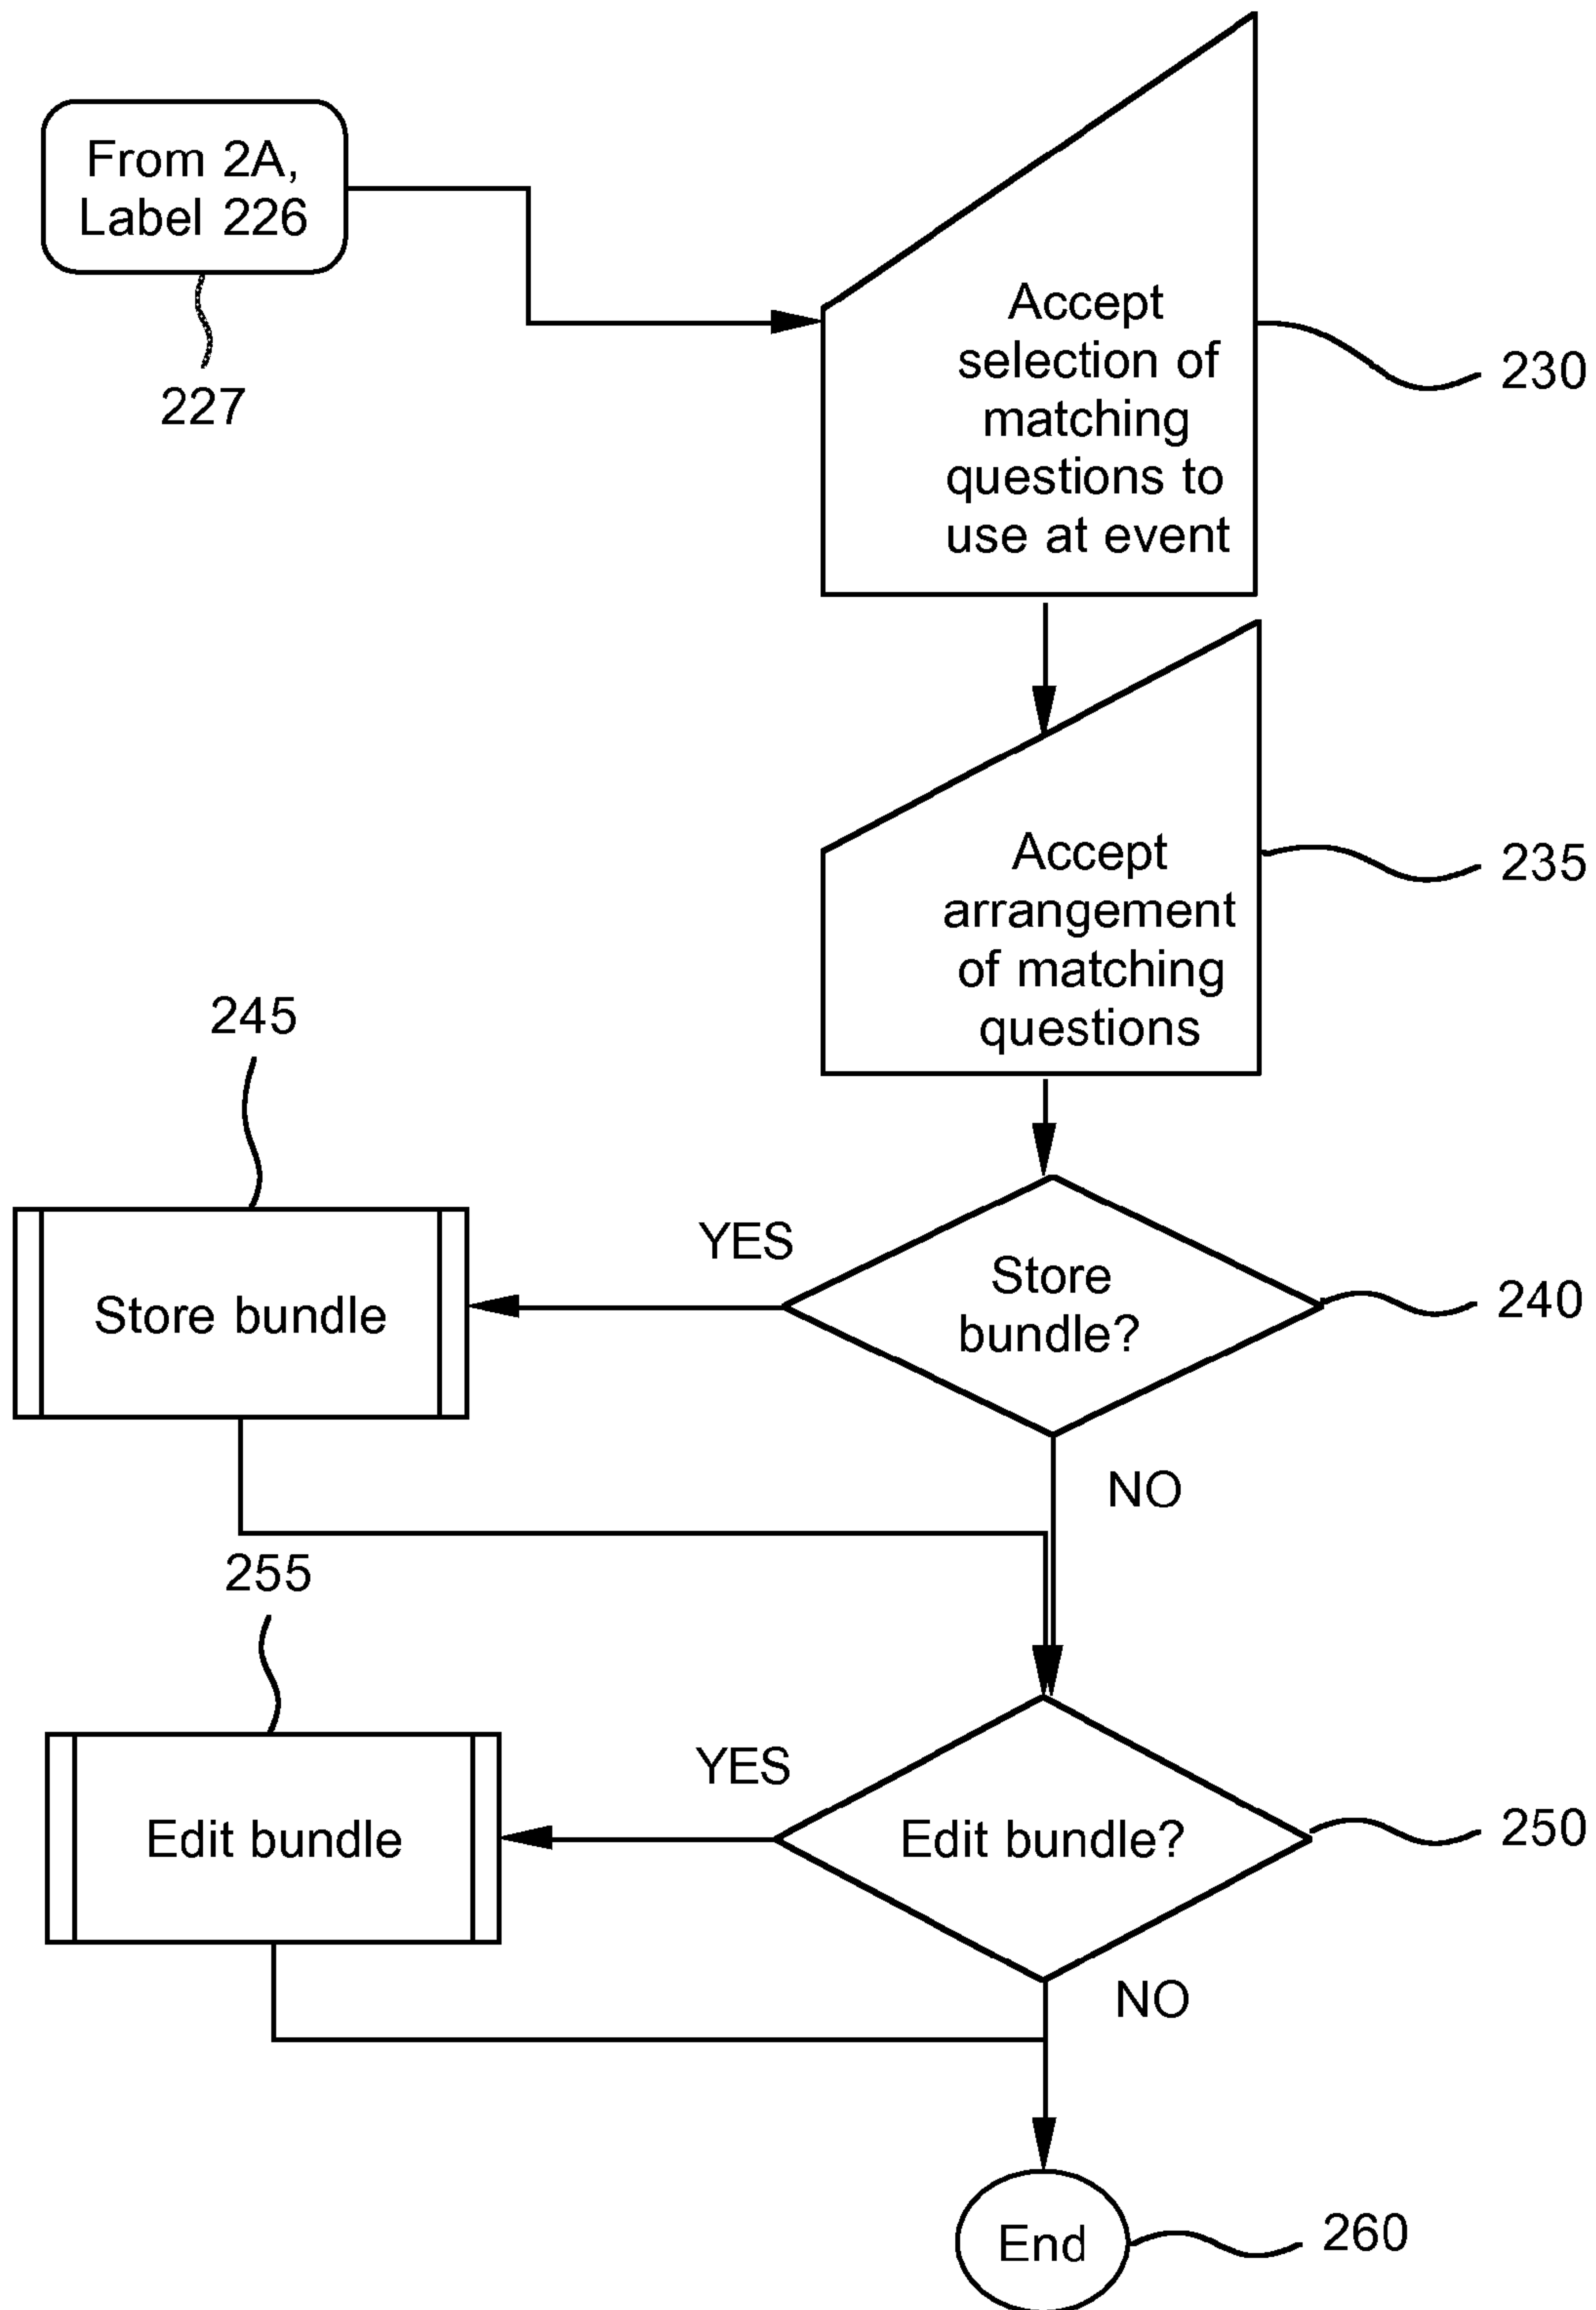 From 2A,
Label 226
227
Accept
selection of
matching
questions to
use at event
230
Accept
arrangement
of matching
questions
235
245
Store bundle
YES
Store
bundle?
240
NO
255
Edit bundle
YES
Edit bundle?
250
NO
End
260